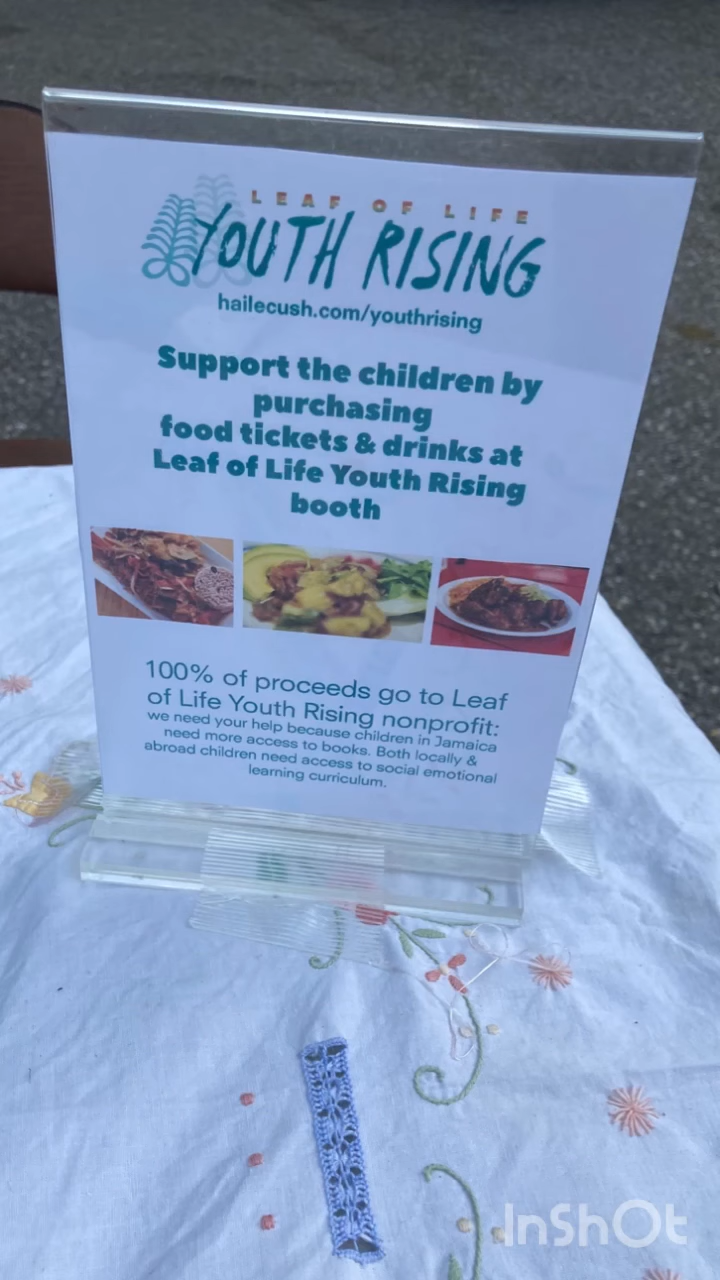 LEAF OF LIFE
YOUTH RISING
hailecush.com/youthrising
Support the children by
purchasing
food tickets & drinks at
Leaf of Life Youth Rising
booth
100% of proceeds go to Leaf
of Life Youth Rising nonprofit:
we need your help because children in Jamaica
need more access to books. Both locally &
abroad children need access to social emotional
learning curriculum.
InShOt